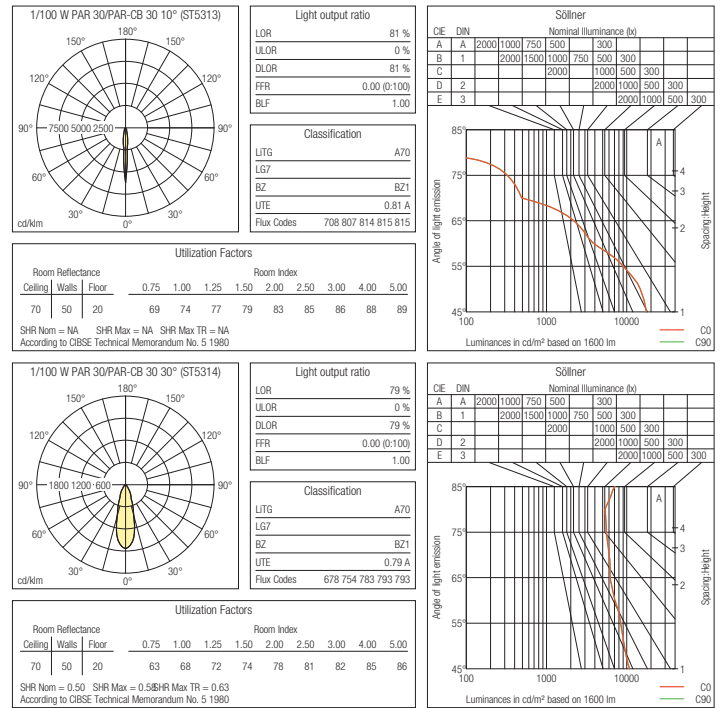 1/100 W PAR 30/PAR-CB 30 10° (ST5313)
180°
150° 150°
120° 120°
90° 7500 5000 2500 90°
60° 60°
30° 30°
cd/klm 0°
Light output ratio
LOR 81 %
ULOR 0 %
DLOR 81 %
FFR 0.00 (0:100)
BLF 1.00
Classification
LiTG A70
LG7
BZ BZ1
UTE 0.81 A
Flux Codes 708 807 814 815 815
Utilization Factors
Room Reflectance Room Index
Ceiling Walls Floor 0.75 1.00 1.25 1.50 2.00 2.50 3.00 4.00 5.00
70 50 20 69 74 77 79 83 85 86 88 89
SHR Nom = NA SHR Max = NA SHR Max TR = NA
According to CIBSE Technical Memorandum No. 5 1980
Söllner
CIE DIN Nominal Illuminance (lx)
A A 2000 1000 750 500 300
B 1 2000 1500 1000 750 500 300
C 2000 1000 500 300
D 2 2000 1000 500 300
E 3 2000 1000 500 300
85° A
75° 4
3
65° 2
55°
45° 1
Angle of light emission
Spacing:Height
100 1000 10000
C0
Luminances in cd/m² based on 1600 lm C90
1/100 W PAR 30/PAR-CB 30 30° (ST5314)
180°
150° 150°
120° 120°
90° 1800 1200 600 90°
60° 60°
30° 30°
cd/klm 0°
Light output ratio
LOR 79 %
ULOR 0 %
DLOR 79 %
FFR 0.00 (0:100)
BLF 1.00
Classification
LiTG A70
LG7
BZ BZ1
UTE 0.79 A
Flux Codes 678 754 783 793 793
Utilization Factors
Room Reflectance Room Index
Ceiling Walls Floor 0.75 1.00 1.25 1.50 2.00 2.50 3.00 4.00 5.00
70 50 20 63 68 72 74 78 81 82 85 86
SHR Nom = 0.50 SHR Max = 0.58 SHR Max TR = 0.63
According to CIBSE Technical Memorandum No. 5 1980
Söllner
CIE DIN Nominal Illuminance (lx)
A A 2000 1000 750 500 300
B 1 2000 1500 1000 750 500 300
C 2000 1000 500 300
D 2 2000 1000 500 300
E 3 2000 1000 500 300
85° A
75° 4
3
65° 2
55°
45° 1
Angle of light emission
Spacing:Height
100 1000 10000
C0
Luminances in cd/m² based on 1600 lm C90